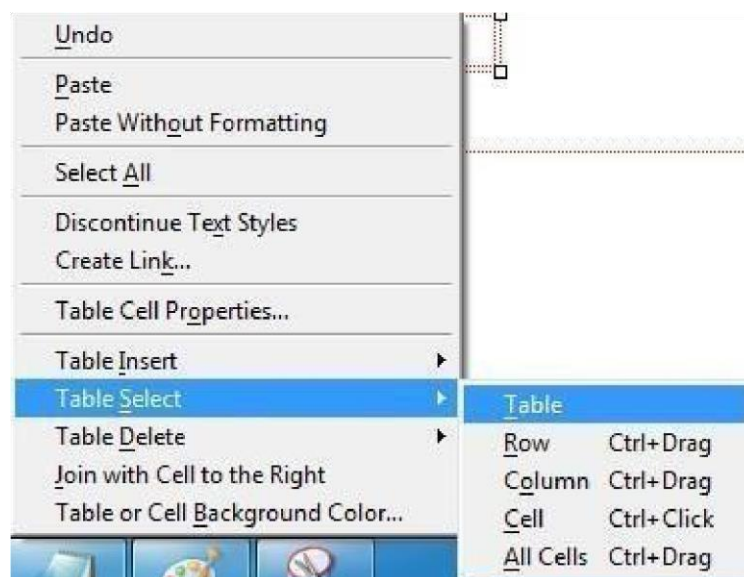 Undo
Paste
Paste Without Formatting
Select All
Discontinue Text Styles
Create Link...
Table Cell Properties...
Table Insert
Table Select
Table Delete
Join with Cell to the Right
Table or Cell Background Color...
Table
Row Ctrl+Drag
Column Ctrl+Drag
Cell Ctrl+Click
All Cells Ctrl+Drag